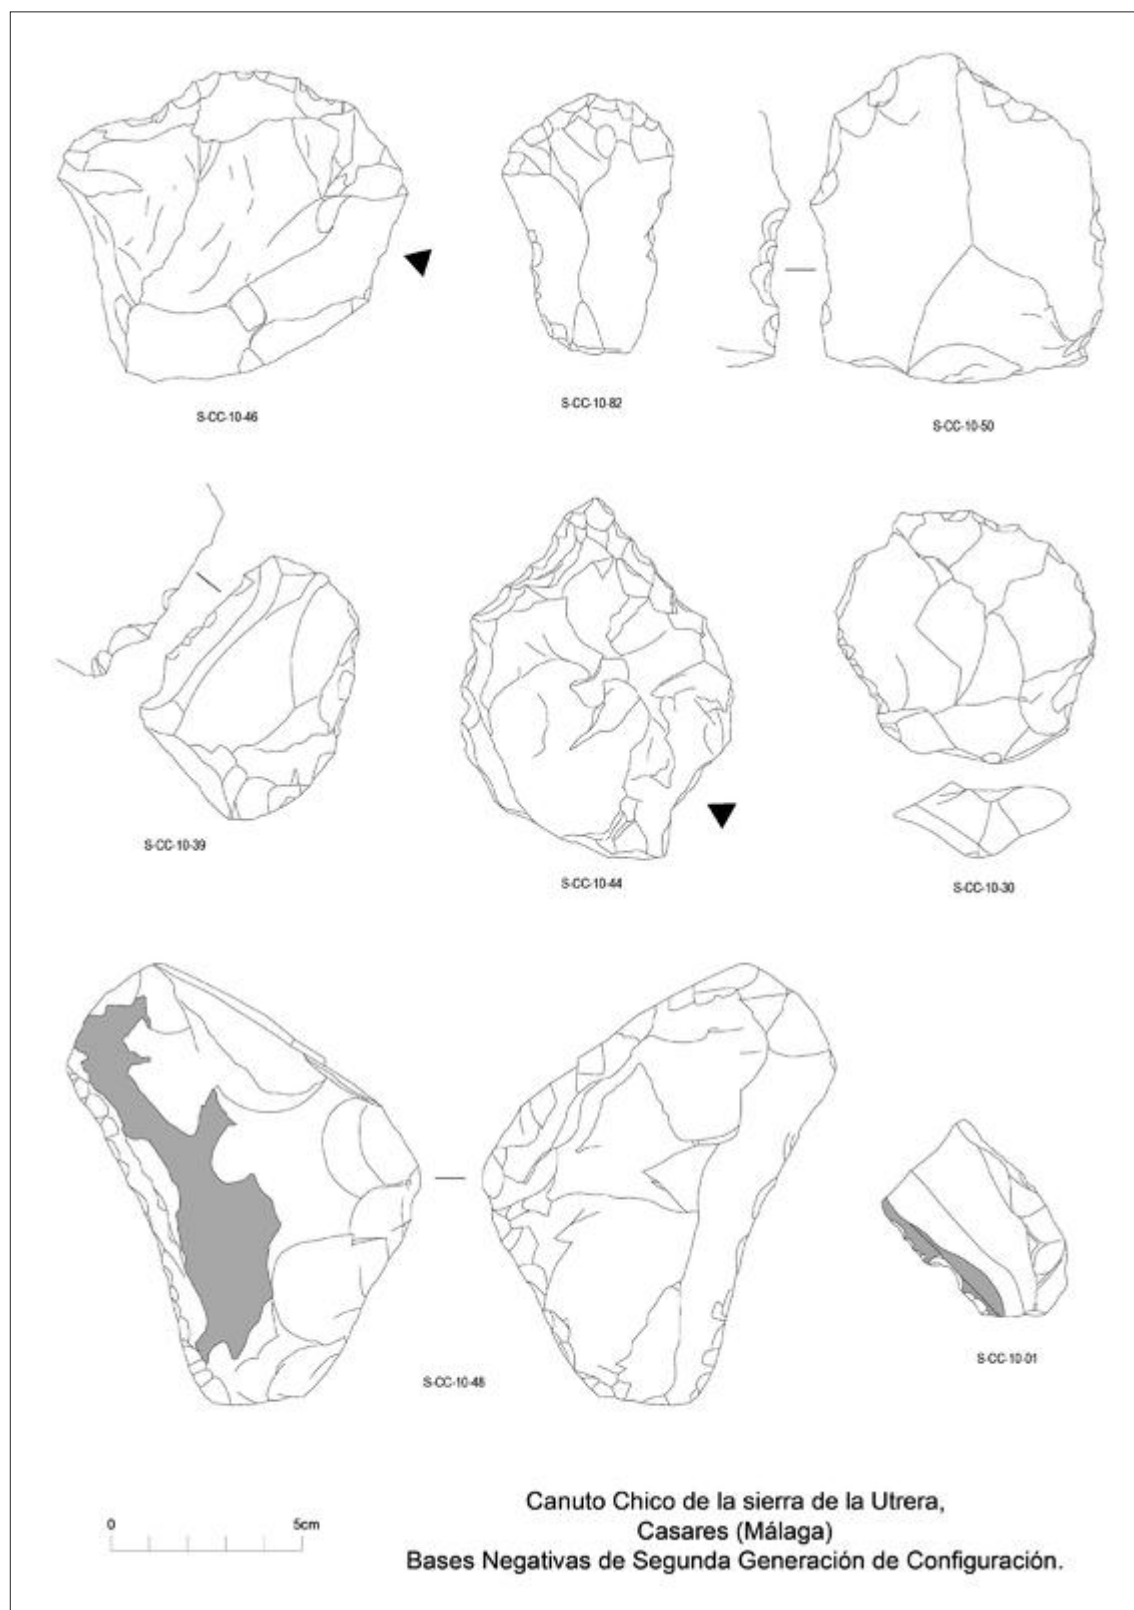 S-CC-10-46
S-CC-10-82
S-CC-10-50
S-CC-10-39
S-CC-10-44
S-CC-10-30
S-CC-10-48
S-CC-10-01
0 5cm
Canuto Chico de la sierra de la Utrera,
Casares (Málaga)
Bases Negativas de Segunda Generación de Configuración.